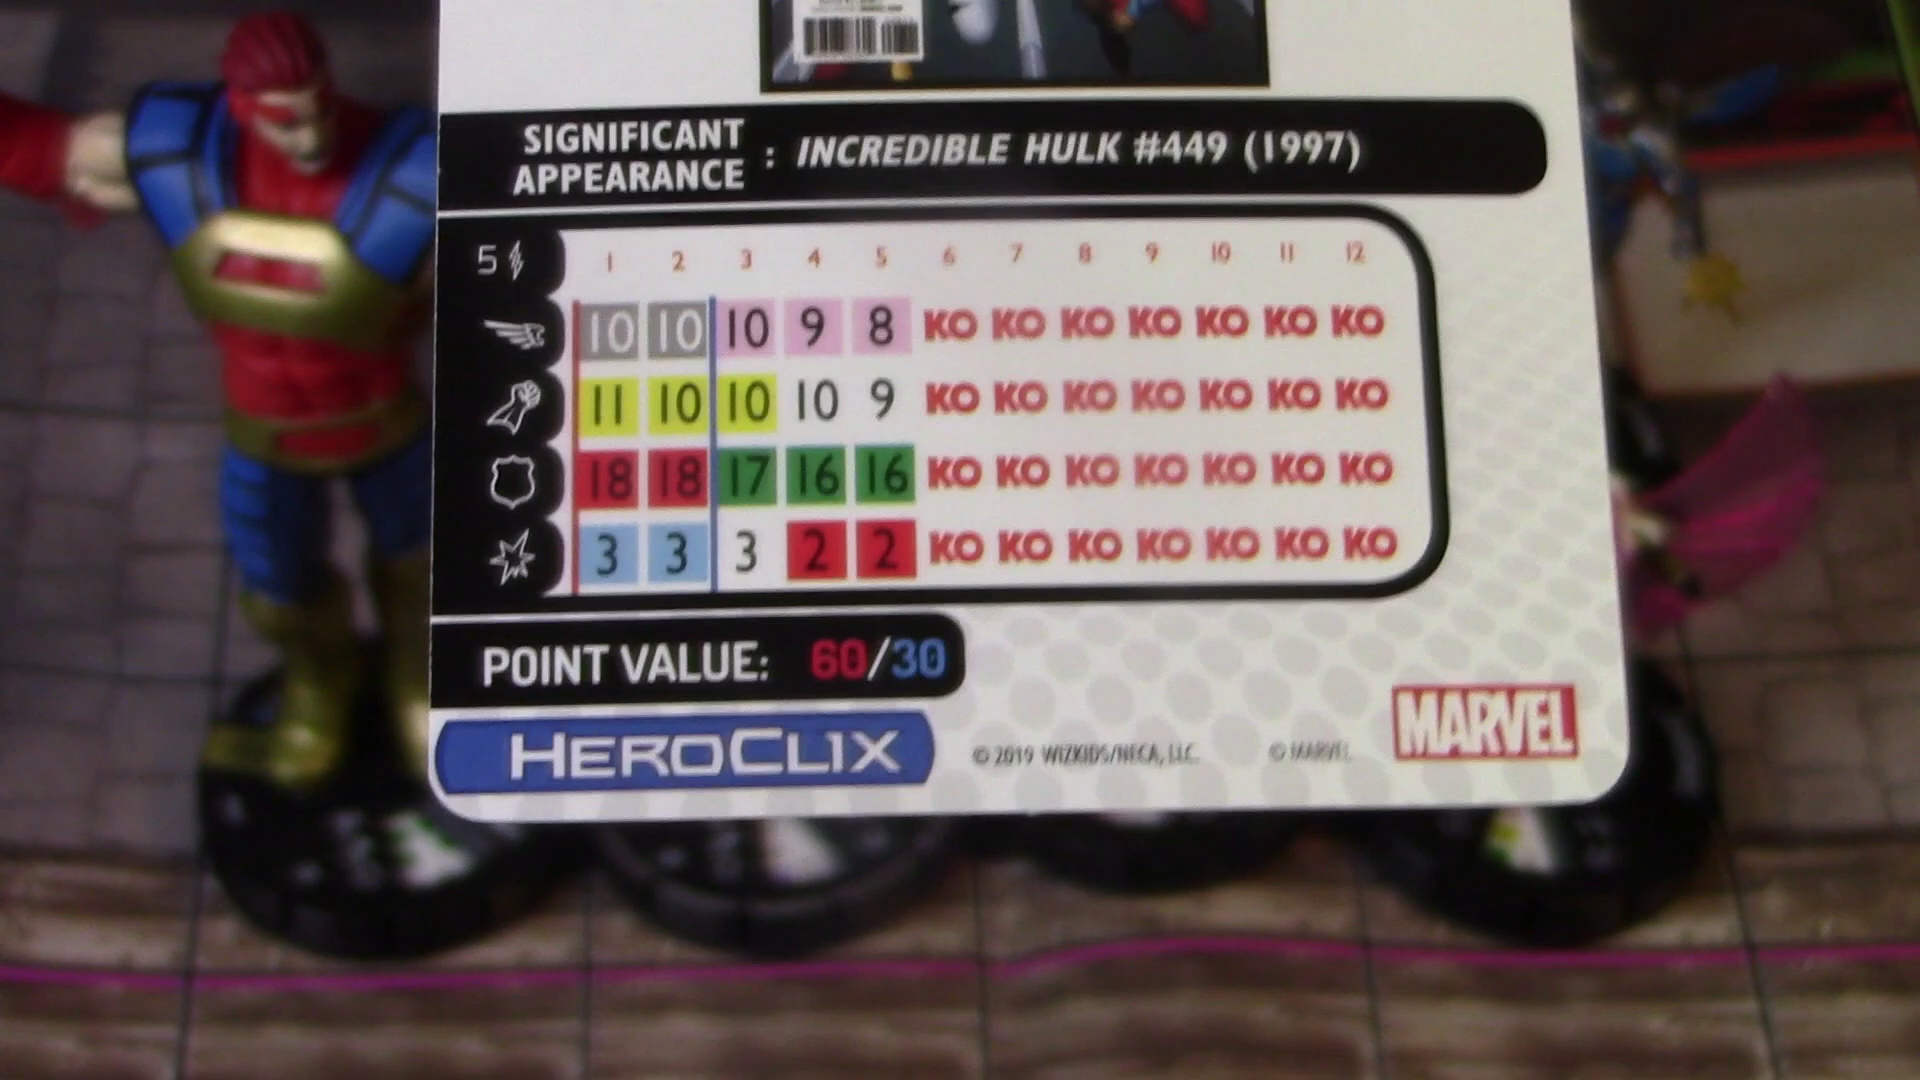 SIGNIFICANT
APPEARANCE : INCREDIBLE HULK #449 (1997)
5 1 2 3 4 5 6 7 8 9 10 11 12
10 10 10 9 8 KO KO KO KO KO KO KO
11 10 10 10 9 KO KO KO KO KO KO KO
18 18 17 16 16 KO KO KO KO KO KO KO
3 3 3 2 2 KO KO KO KO KO KO KO
POINT VALUE: 60/30
HEROCLIX © 2019 WIZKIDS/NECA, LLC. © MARVEL MARVEL